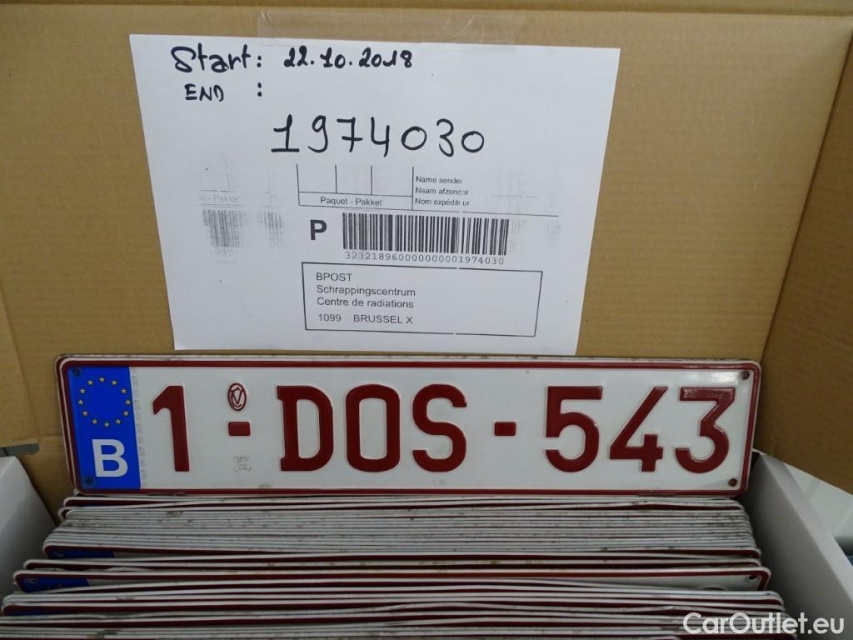 Start: 22.10.2018
END :
1974030
Paquet - Pakket
Name sender
Naam afzender
Nom expéditeur
P
32321896000000001974030
BPOST
Schrappingscentrum
Centre de radiations
1099 BRUSSEL X
B
1-DOS-543
CarOutlet.eu